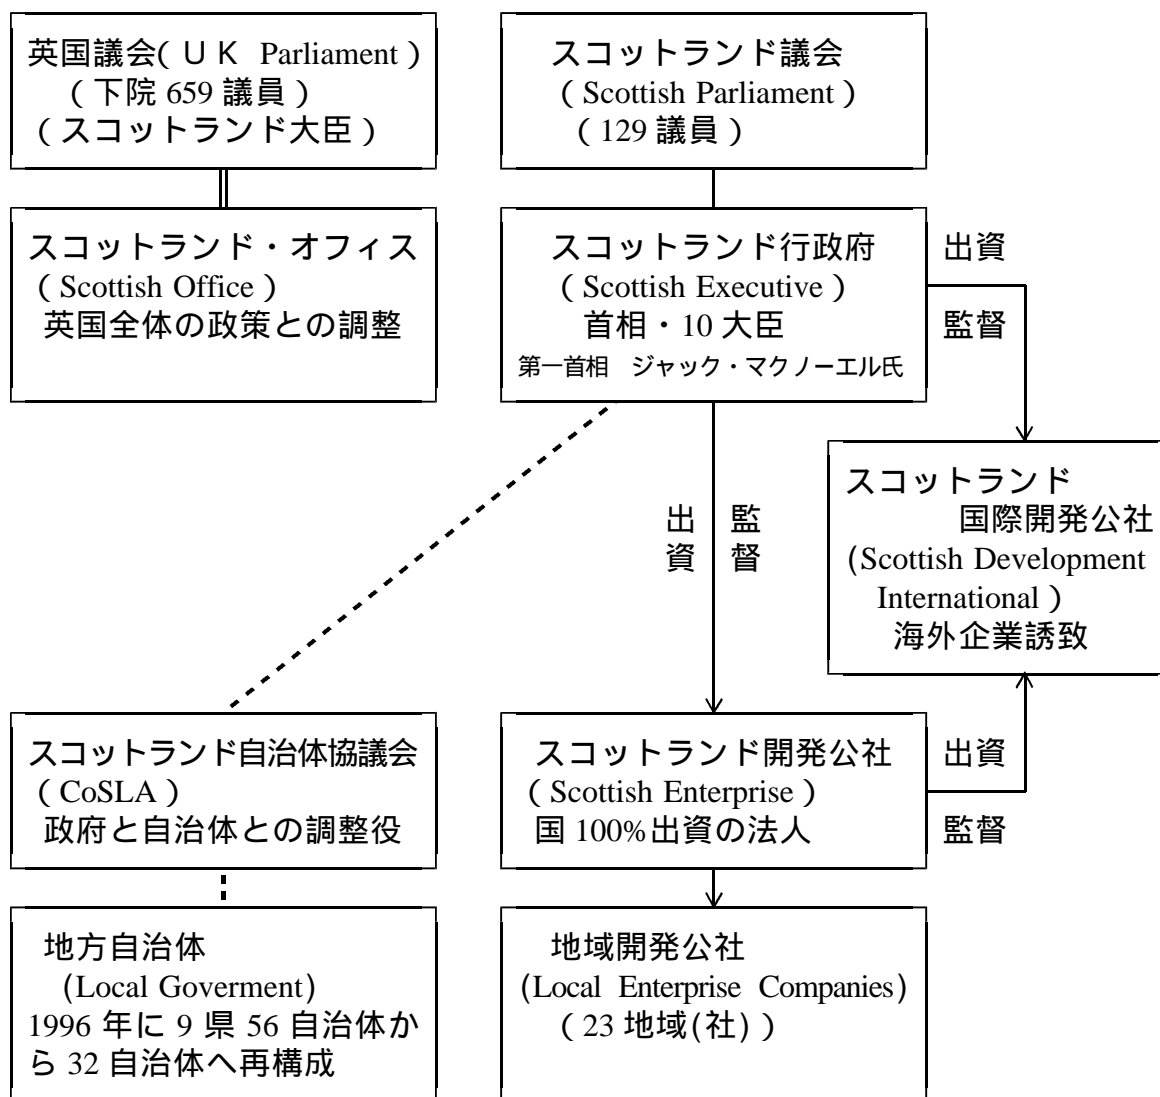 英国議会(ＵＫ Parliament)
(下院 659 議員)
(スコットランド大臣)
スコットランド議会
(Scottish Parliament)
(129 議員)
スコットランド・オフィス
(Scottish Office)
英国全体の政策との調整
スコットランド行政府
(Scottish Executive)
首相・10 大臣
第一首相　ジャック・マクノーエル氏
出資
監督
スコットランド
国際開発公社
(Scottish Development
International)
海外企業誘致
出資
監督
スコットランド自治体協議会
(CoSLA)
政府と自治体との調整役
スコットランド開発公社
(Scottish Enterprise)
国 100%出資の法人
出資
監督
地方自治体
(Local Goverment)
1996 年に 9 県 56 自治体か
ら 32 自治体へ再構成
地域開発公社
(Local Enterprise Companies)
(23 地域(社))